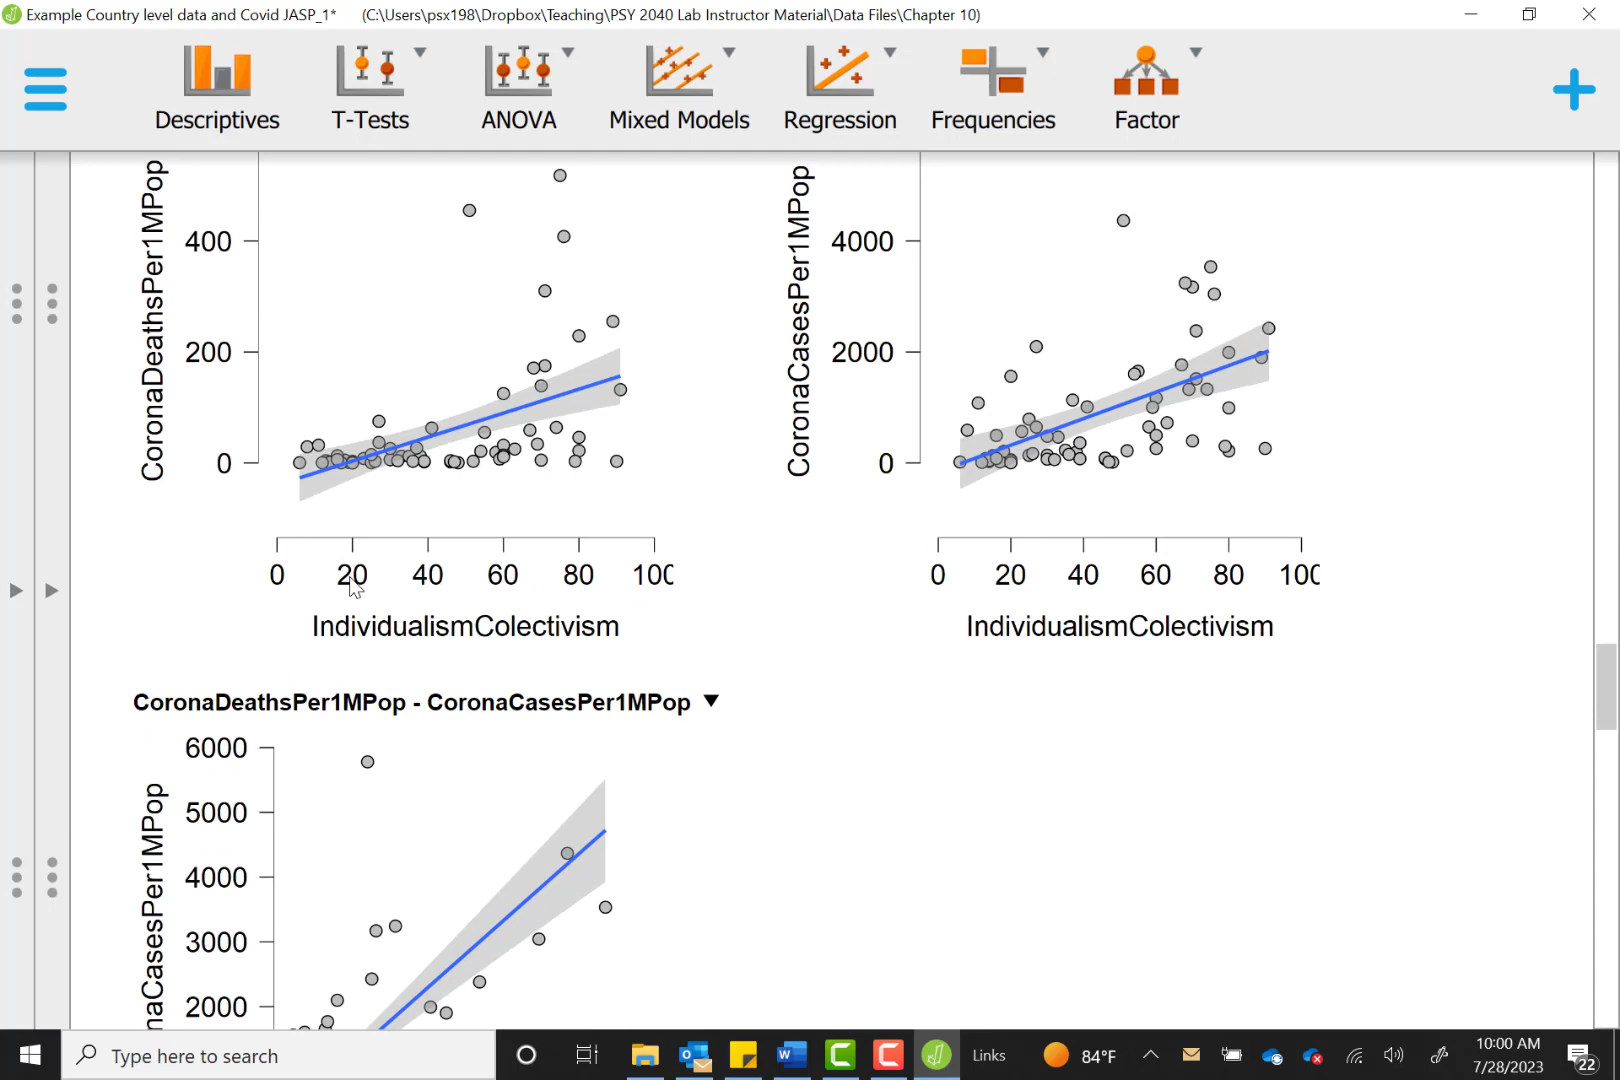 Example Country level data and Covid JASP_1* (C:\Users\psx198\Dropbox\Teaching\PSY 2040 Lab Instructor Material\Data Files\Chapter 10)
Descriptives T-Tests ANOVA Mixed Models Regression Frequencies Factor
CoronaDeathsPer1MPop
400
200
0
0 20 40 60 80 100
IndividualismColectivism
CoronaCasesPer1MPop
4000
2000
0
0 20 40 60 80 100
IndividualismColectivism
CoronaDeathsPer1MPop - CoronaCasesPer1MPop ▼
naCasesPer1MPop
6000
5000
4000
3000
2000
Type here to search
Links
84°F
10:00 AM
7/28/2023
22